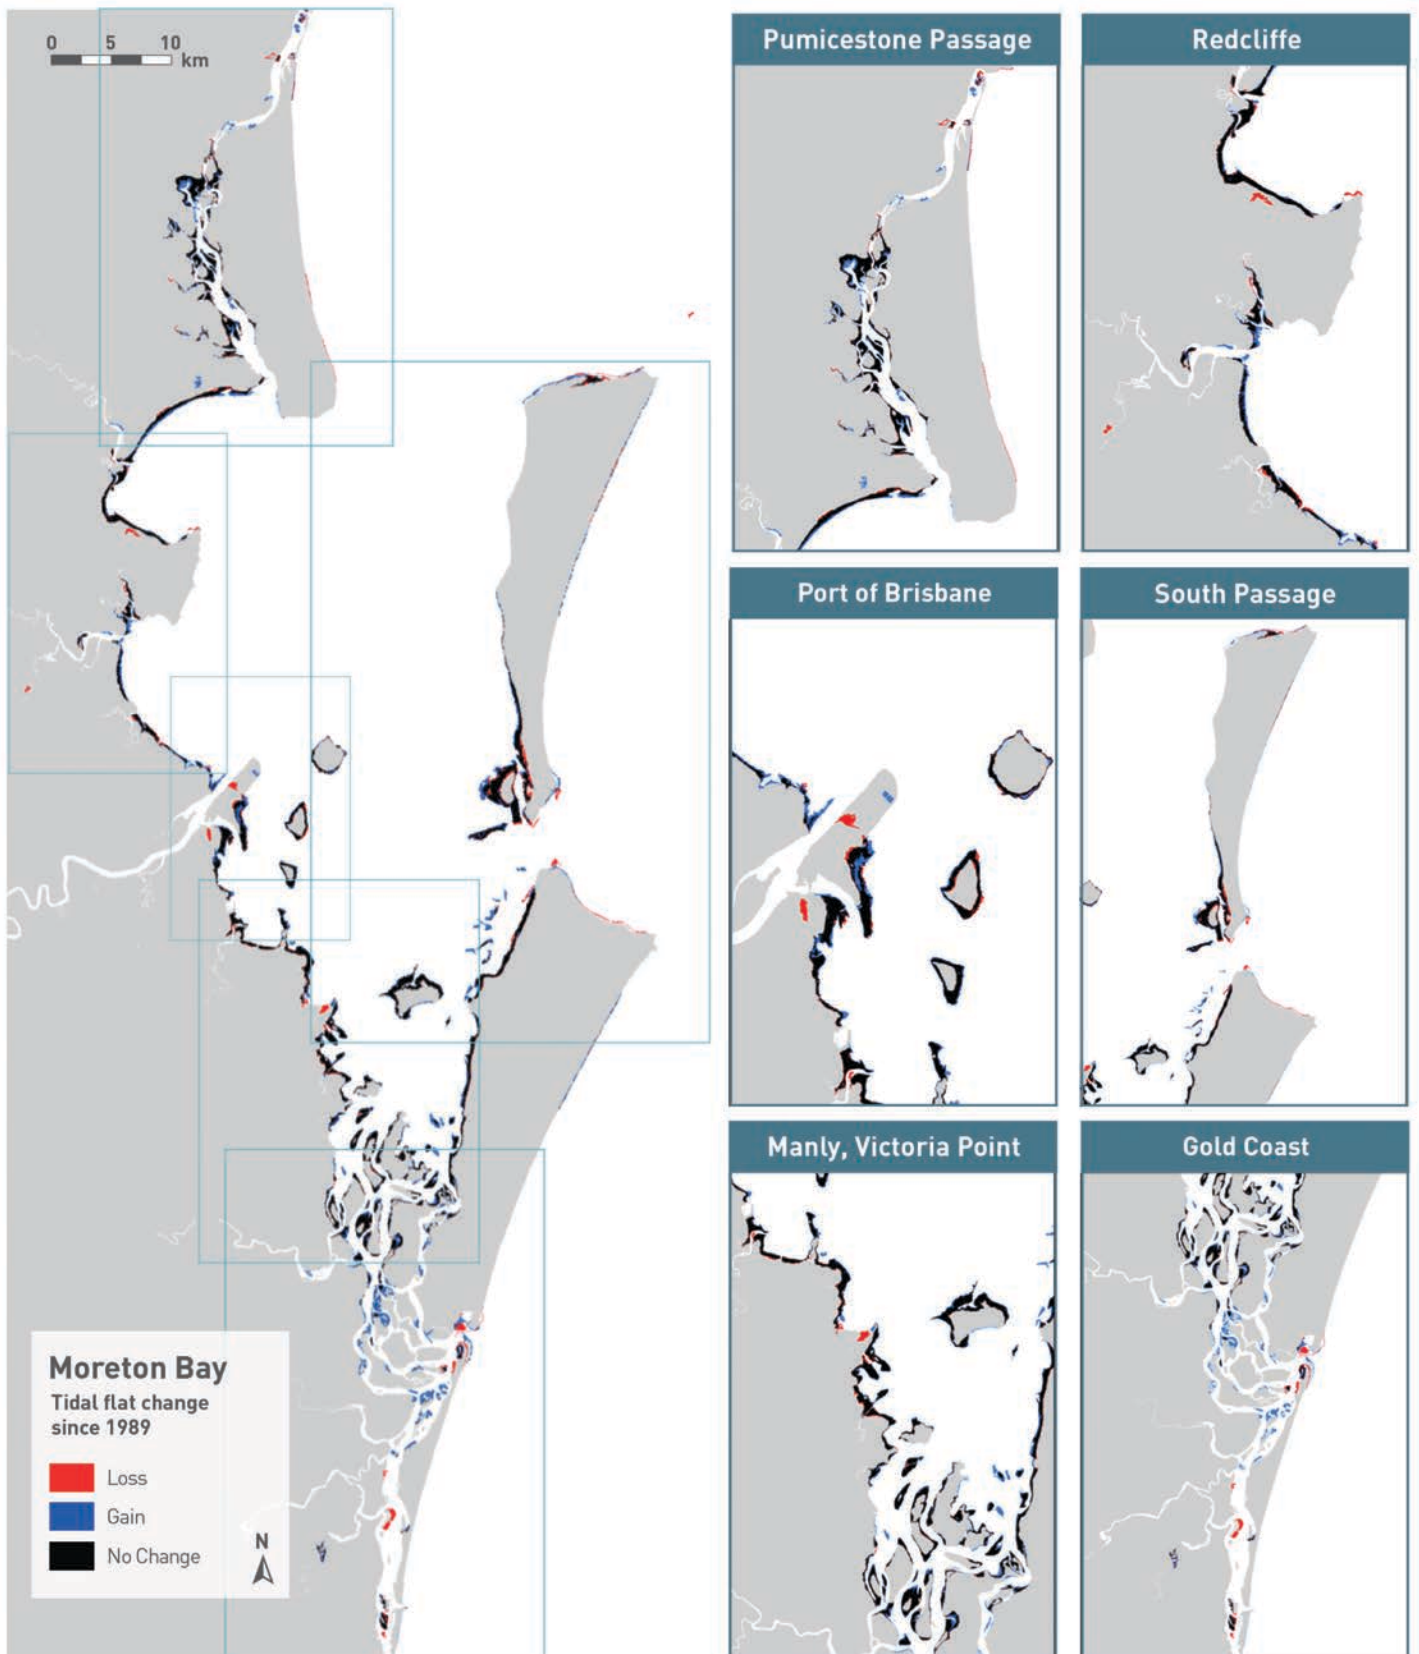 0 5 10
km
Pumicestone Passage
Redcliffe
Port of Brisbane
South Passage
Manly, Victoria Point
Gold Coast
Moreton Bay
Tidal flat change
since 1989
Loss
Gain
No Change
N